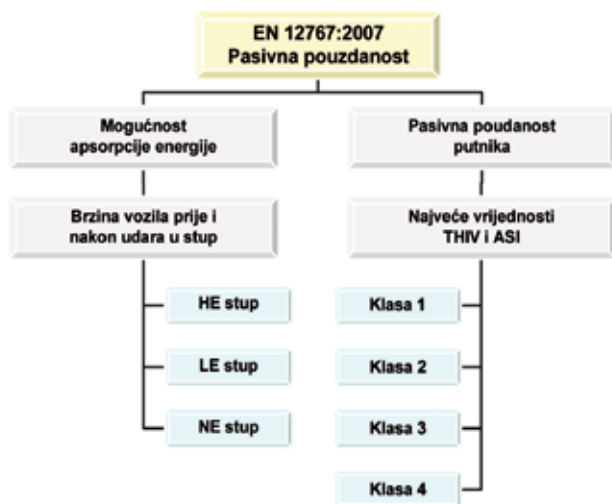 EN 12767:2007
Pasivna pouzdanost
Mogućnost
apsorpcije energije
Pasivna poudanost
putnika
Brzina vozila prije i
nakon udara u stup
Najveće vrijednosti
THIV i ASI
HE stup
LE stup
NE stup
Klasa 1
Klasa 2
Klasa 3
Klasa 4